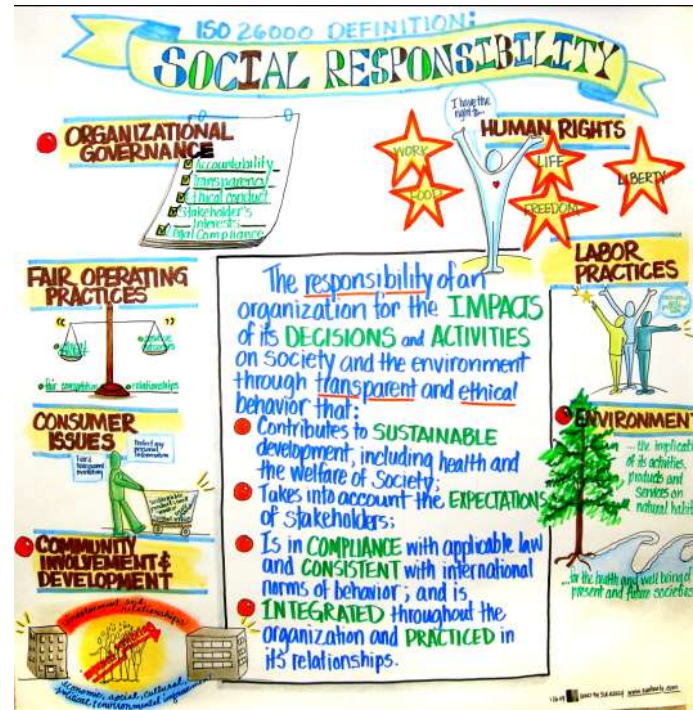 ISO 26000 DEFINITION:
SOCIAL RESPONSIBILITY
ORGANIZATIONAL
GOVERNANCE
Accountability
Transparency
Ethical conduct
Stakeholder's
Interests
Legal Compliance
I have the
right to...
HUMAN RIGHTS
WORK
FOOD
LIFE
FREEDOM
LIBERTY
FAIR OPERATING
PRACTICES
fair competition
relationships
CONSUMER
ISSUES
Protect
personal
information
Fair &
marketing
COMMUNITY
INVOLVEMENT &
DEVELOPMENT
investment and
relationships
economic, social, cultural,
The responsibility of an
organization for the IMPACTS
of its DECISIONS and ACTIVITIES
on society and the environment
through transparent and ethical
behavior that:
Contributes to SUSTAINABLE
development, including health and
the welfare of Society;
Takes into account the EXPECTATIONS
of stakeholders;
Is in COMPLIANCE with applicable law
and CONSISTENT with international
norms of behavior; and is
INTEGRATED throughout the
organization and PRACTICED in
its relationships.
LABOR
PRACTICES
ENVIRONMENT
... the implicat
of its activities,
products and
services on
natural habit
...for the health and well being of
present and future societies